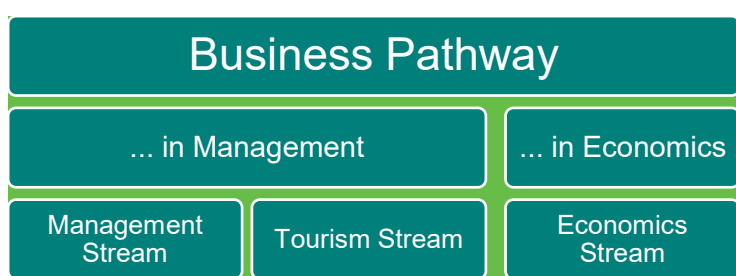 Business Pathway
... in Management
... in Economics
Management
Stream
Tourism Stream
Economics
Stream